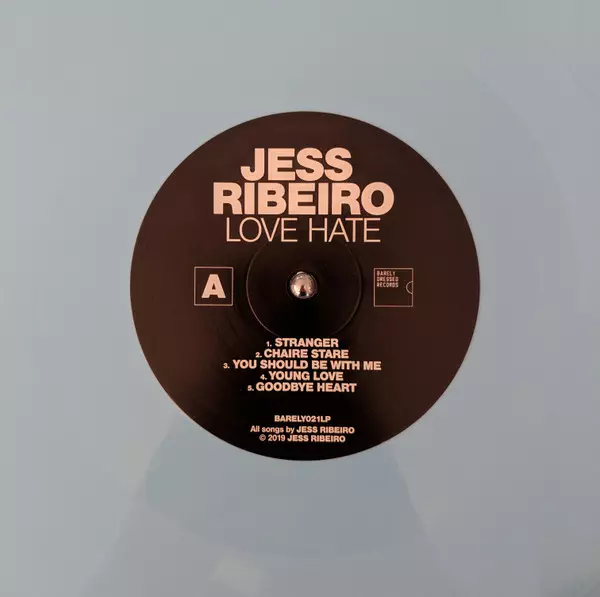 JESS
RIBEIRO
LOVE HATE
A
BARELY
DRESSED
RECORDS
1. STRANGER
2. CHAIRE STARE
3. YOU SHOULD BE WITH ME
4. YOUNG LOVE
5. GOODBYE HEART
BARELY021LP
All songs by JESS RIBEIRO
© 2019 JESS RIBEIRO